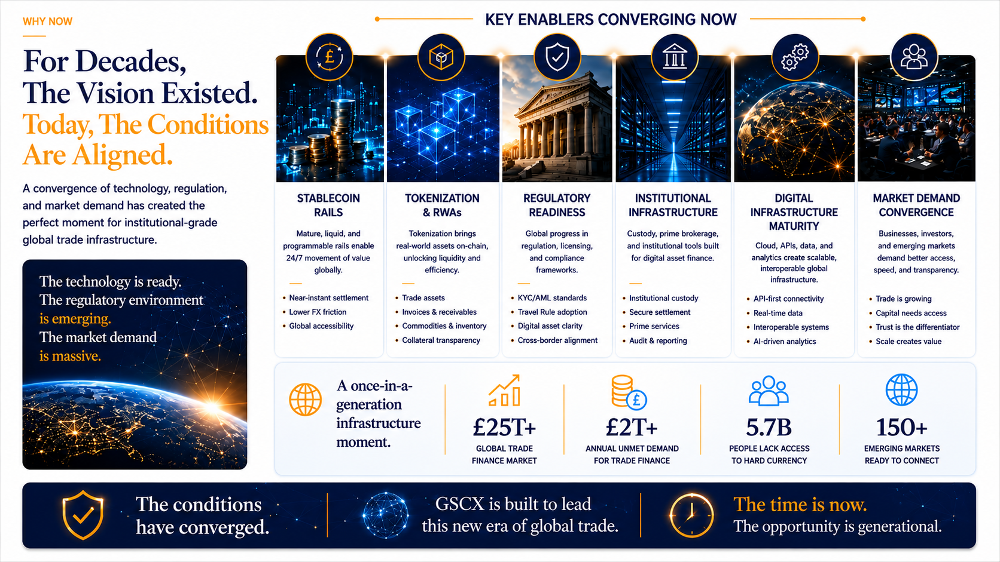 WHY NOW
For Decades,
The Vision Existed.
Today, The Conditions
Are Aligned.
A convergence of technology, regulation,
and market demand has created the
perfect moment for institutional-grade
global trade infrastructure.
The technology is ready.
The regulatory environment
is emerging.
The market demand
is massive.
KEY ENABLERS CONVERGING NOW
£
STABLECOIN
RAILS
Mature, liquid, and
programmable rails enable
24/7 movement of value
globally.
• Near-instant settlement
• Lower FX friction
• Global accessibility
TOKENIZATION
& RWAs
Tokenization brings
real-world assets on-chain,
unlocking liquidity and
efficiency.
• Trade assets
• Invoices & receivables
• Commodities & inventory
• Collateral transparency
REGULATORY
READINESS
Global progress in
regulation, licensing,
and compliance
frameworks.
• KYC/AML standards
• Travel Rule adoption
• Digital asset clarity
• Cross-border alignment
INSTITUTIONAL
INFRASTRUCTURE
Custody, prime brokerage,
and institutional tools built
for digital asset finance.
• Institutional custody
• Secure settlement
• Prime services
• Audit & reporting
DIGITAL
INFRASTRUCTURE
MATURITY
Cloud, APIs, data, and
analytics create scalable,
interoperable global
infrastructure.
• API-first connectivity
• Real-time data
• Interoperable systems
• AI-driven analytics
MARKET DEMAND
CONVERGENCE
Businesses, investors,
and emerging markets
demand better access,
speed, and transparency.
• Trade is growing
• Capital needs access
• Trust is the differentiator
• Scale creates value
A once-in-a-
generation
infrastructure
moment.
£25T+
GLOBAL TRADE
FINANCE MARKET
£
£2T+
ANNUAL UNMET DEMAND
FOR TRADE FINANCE
5.7B
PEOPLE LACK ACCESS
TO HARD CURRENCY
150+
EMERGING MARKETS
READY TO CONNECT
The conditions
have converged.
GSCX is built to lead
this new era of global trade.
The time is now.
The opportunity is generational.